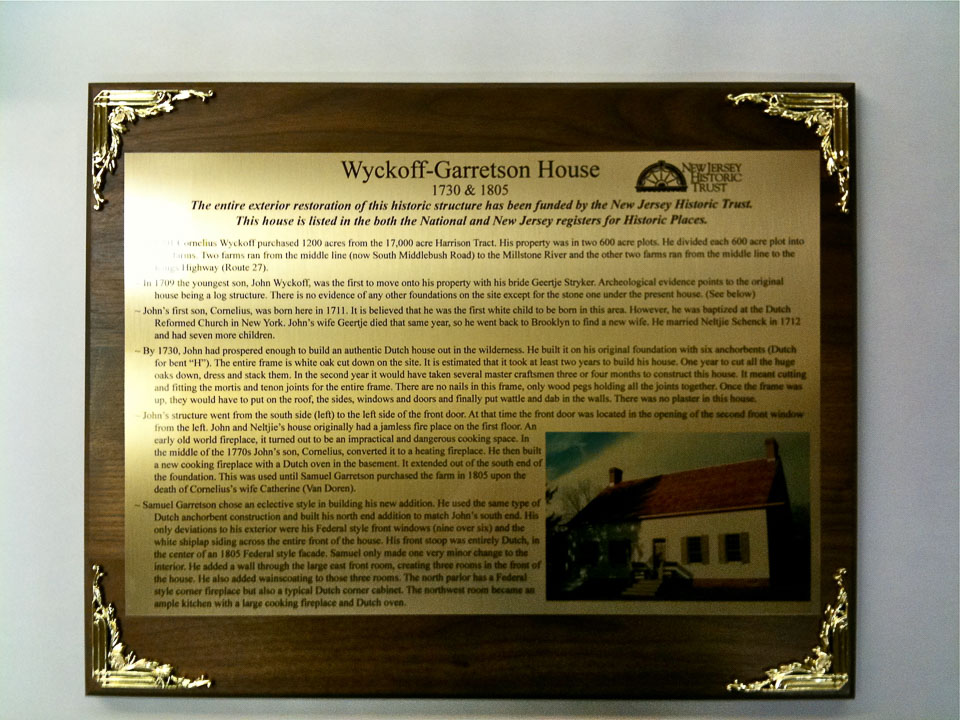 Wyckoff-Garretson House
1730 & 1805
NEW JERSEY
HISTORIC
TRUST
The entire exterior restoration of this historic structure has been funded by the New Jersey Historic Trust.
This house is listed in the both the National and New Jersey registers for Historic Places.
Cornelius Wyckoff purchased 1200 acres from the 17,000 acre Harrison Tract. His property was in two 600 acre plots. He divided each 600 acre plot into
farms. Two farms ran from the middle line (now South Middlebush Road) to the Millstone River and the other two farms ran from the middle line to the
Highway (Route 27).
~ In 1709 the youngest son, John Wyckoff, was the first to move onto his property with his bride Geertje Stryker. Archeological evidence points to the original
house being a log structure. There is no evidence of any other foundations on the site except for the stone one under the present house. (See below)
~ John's first son, Cornelius, was born here in 1711. It is believed that he was the first white child to be born in this area. However, he was baptized at the Dutch
Reformed Church in New York. John's wife Geertje died that same year, so he went back to Brooklyn to find a new wife. He married Neltjie Schenck in 1712
and had seven more children.
~ By 1730, John had prospered enough to build an authentic Dutch house out in the wilderness. He built it on his original foundation with six anchorbents (Dutch
for bent "H"). The entire frame is white oak cut down on the site. It is estimated that it took at least two years to build his house. One year to cut all the huge
oaks down, dress and stack them. In the second year it would have taken several master craftsmen three or four months to construct this house. It meant cutting
and fitting the mortis and tenon joints for the entire frame. There are no nails in this frame, only wood pegs holding all the joints together. Once the frame was
up, they would have to put on the roof, the sides, windows and doors and finally put wattle and dab in the walls. There was no plaster in this house.
~ John's structure went from the south side (left) to the left side of the front door. At that time the front door was located in the opening of the second front window
from the left. John and Neltjie's house originally had a jamless fire place on the first floor. An
early old world fireplace, it turned out to be an impractical and dangerous cooking space. In
the middle of the 1770s John's son, Cornelius, converted it to a heating fireplace. He then built
a new cooking fireplace with a Dutch oven in the basement. It extended out of the south end of
the foundation. This was used until Samuel Garretson purchased the farm in 1805 upon the
death of Cornelius's wife Catherine (Van Doren).
~ Samuel Garretson chose an eclective style in building his new addition. He used the same type of
Dutch anchorbent construction and built his north end addition to match John's south end. His
only deviations to his exterior were his Federal style front windows (nine over six) and the
white shiplap siding across the entire front of the house. His front stoop was entirely Dutch, in
the center of an 1805 Federal style facade. Samuel only made one very minor change to the
interior. He added a wall through the large east front room, creating three rooms in the front of
the house. He also added wainscoating to those three rooms. The north parlor has a Federal
style corner fireplace but also a typical Dutch corner cabinet. The northwest room became an
ample kitchen with a large cooking fireplace and Dutch oven.